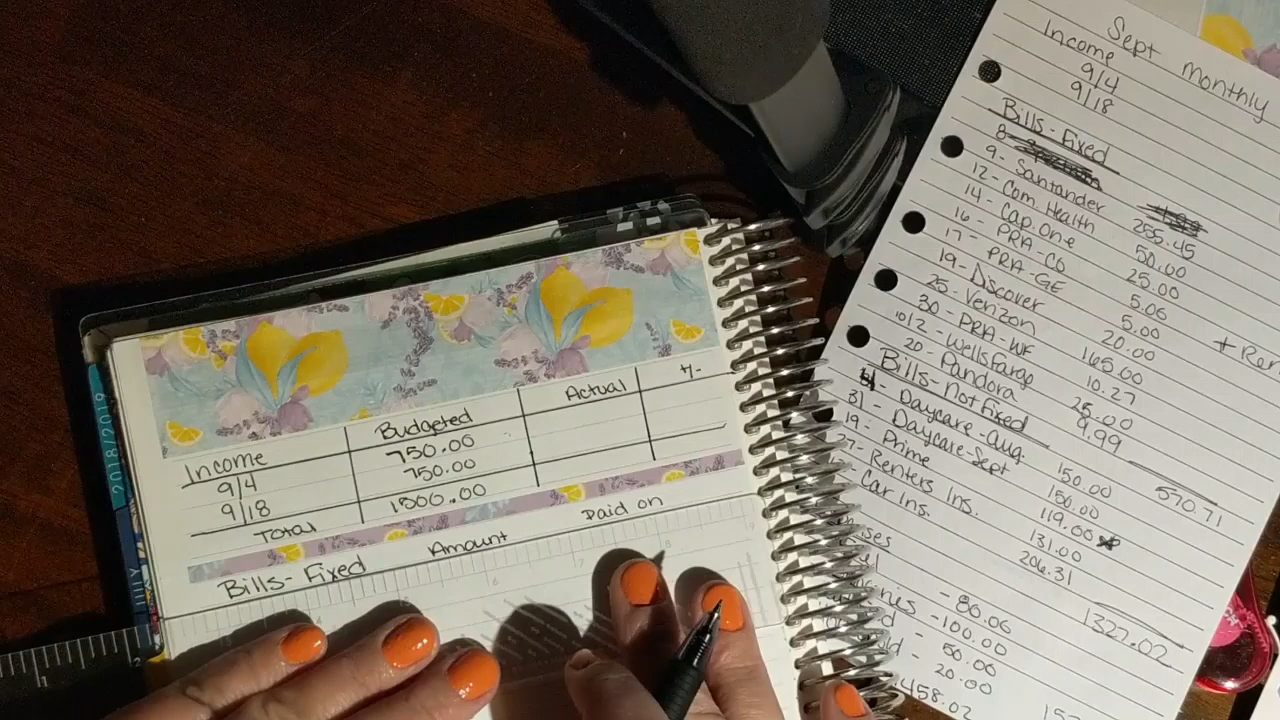 Sept Monthly
Income
9/4
9/18
Bills-Fixed
8-
9- Santander 255.45
12- Com. Health 50.00
14- Cap. One 25.00
16- PRA-CO 5.06
17- PRA-GE 5.00
19- Discover 20.00
25- Verizon 165.00
30- PRA-WF 10.27
10/2- Wells Fargo 25.00
20- Pandora 9.99
570.71
Bills-Not Fixed
Daycare-Aug 150.00
31- Daycare-Sept 150.00
19- Prime 119.00
Renters Ins. 131.00
Car Ins. 206.31
1327.02
-80.00
-100.00
50.00
20.00
458.02
Budgeted Actual +/-
Income 750.00
9/4 750.00
9/18
Total 1500.00
Bills-Fixed Amount Paid on
2018/2019